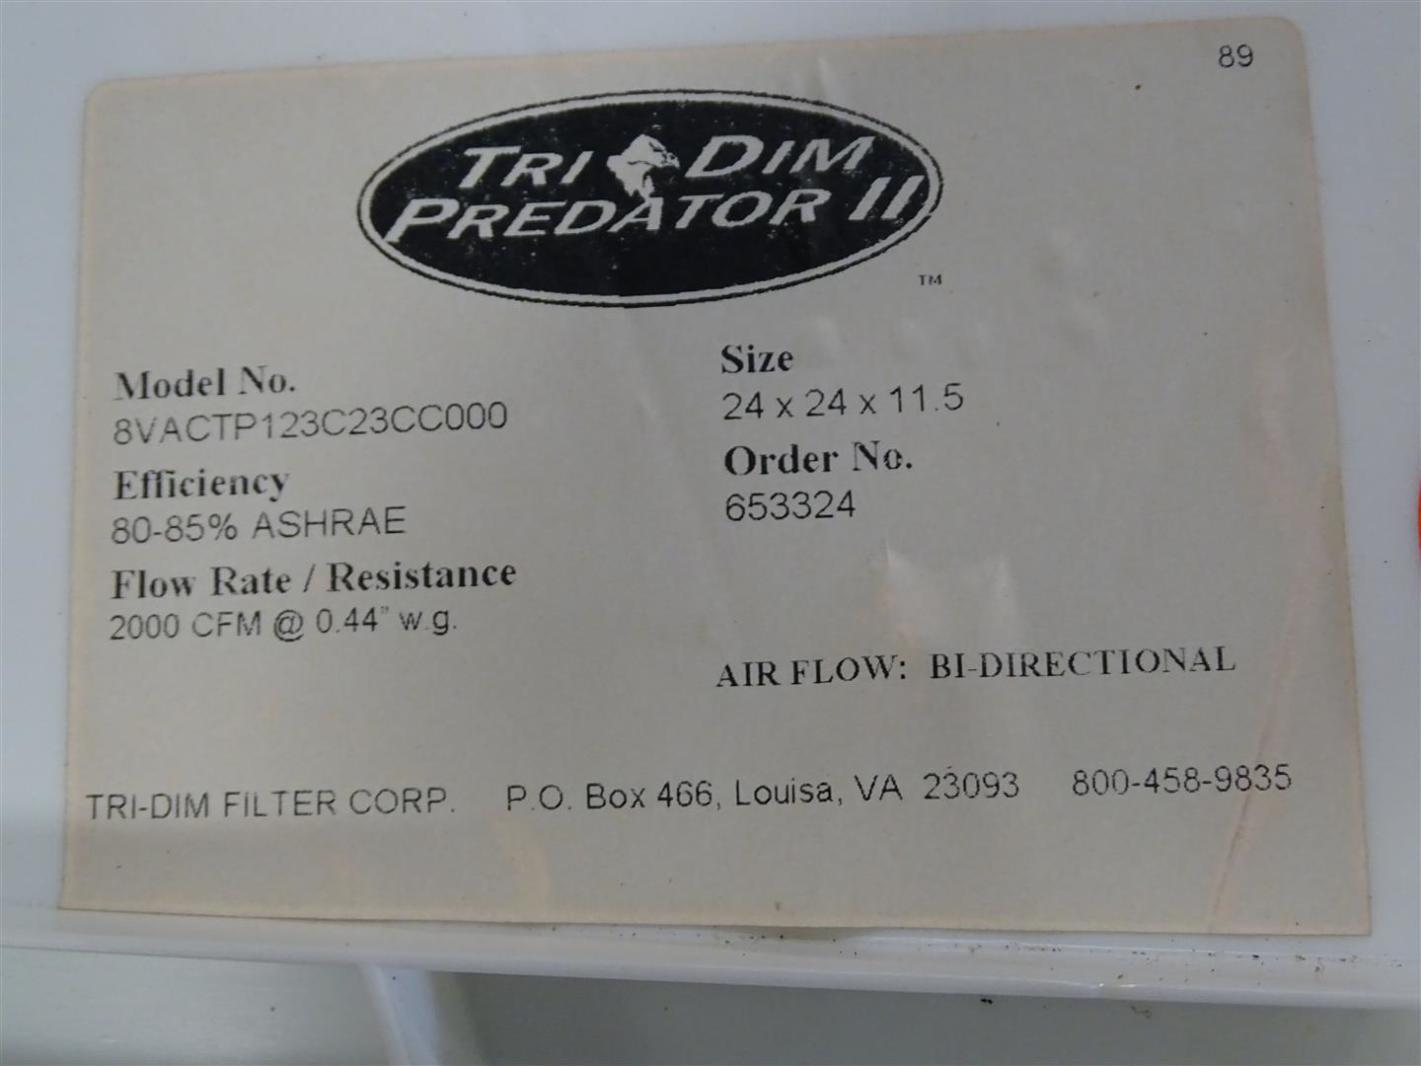 89
TRI DIM
PREDATOR II
TM
Model No.
8VACTP123C23CC000
Efficiency
80-85% ASHRAE
Flow Rate / Resistance
2000 CFM @ 0.44" w.g.
Size
24 x 24 x 11.5
Order No.
653324
AIR FLOW: BI-DIRECTIONAL
TRI-DIM FILTER CORP. P.O. Box 466, Louisa, VA 23093 800-458-9835